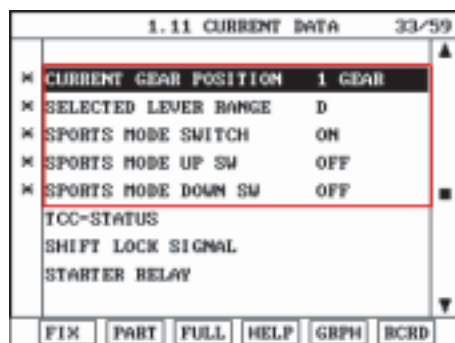 1.11 CURRENT DATA 33/59
× CURRENT GEAR POSITION 1 GEAR
× SELECTED LEVER RANGE D
× SPORTS MODE SWITCH ON
× SPORTS MODE UP SW OFF
× SPORTS MODE DOWN SW OFF
TCC-STATUS
SHIFT LOCK SIGNAL
STARTER RELAY
FIX PART FULL HELP GRPH RCRD